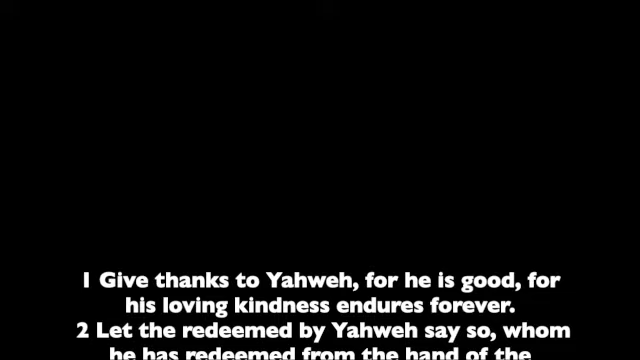 1 Give thanks to Yahweh, for he is good, for
his loving kindness endures forever.
2 Let the redeemed by Yahweh say so, whom
he has redeemed from the hand of the